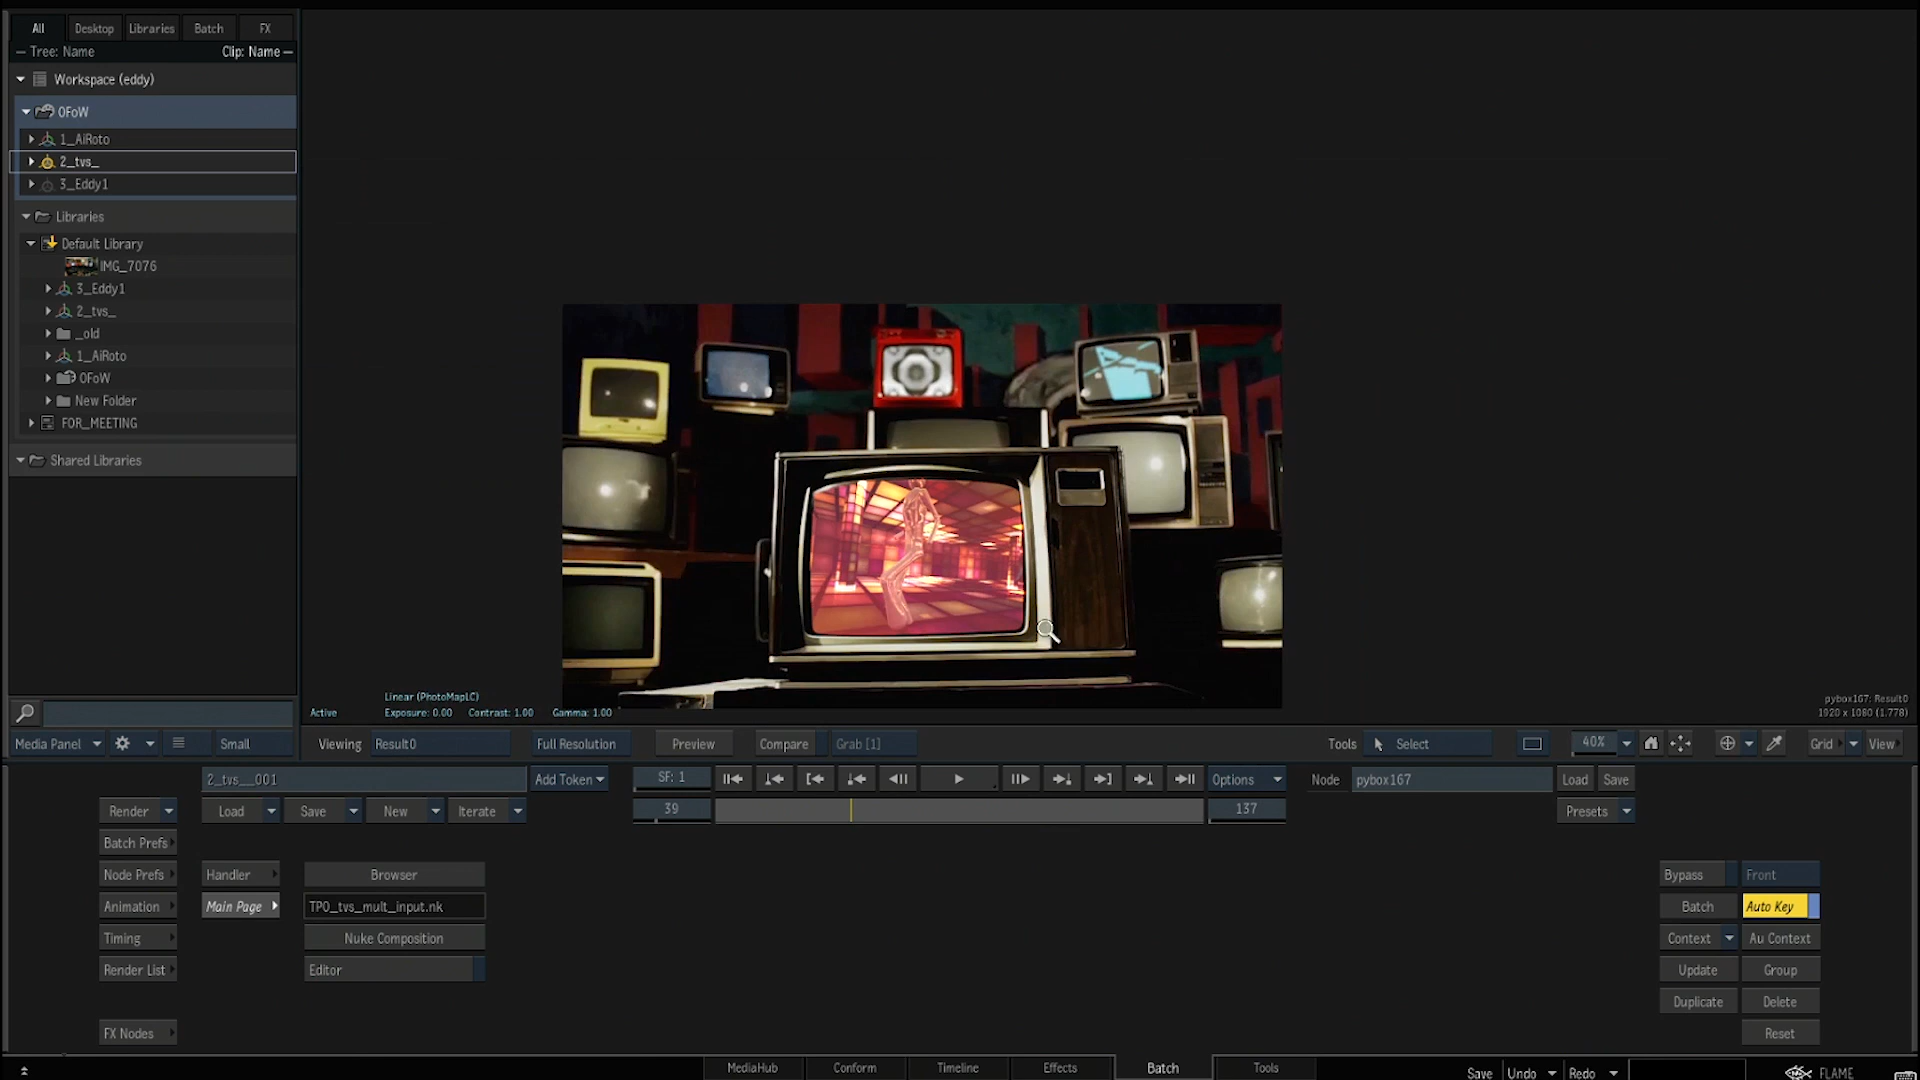 All Desktop Libraries Batch FX
Tree: Name Clip: Name
Workspace (eddy)
OFoW
1_AiRoto
2_tvs_
3_Eddy1
Libraries
Default Library
IMG_7076
3_Eddy1
2_tvs_
_old
1_AiRoto
OFoW
New Folder
FOR_MEETING
Shared Libraries
Linear (PhotoMapLC)
Active Exposure: 0.00 Contrast: 1.00 Gamma: 1.00
pybox167: Result0
1920 x 1080 (1.778)
Media Panel Small Viewing Result0 Full Resolution Preview Compare Grab [1] Tools Select 40% Grid View
2_tvs__001 Add Token SF: 1 Options Node pybox167 Load Save
Render Load Save New Iterate 39 137 Presets
Batch Prefs
Node Prefs Handler Browser Bypass Front
Animation Main Page TPO_tvs_mult_input.nk Batch Auto Key
Timing Nuke Composition Context Au Context
Render List Editor Update Group
Duplicate Delete
FX Nodes Reset
MediaHub Conform Timeline Effects Batch Tools Save Undo Redo FLAME